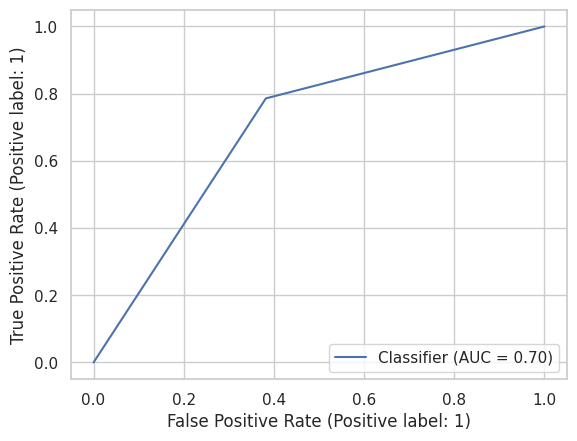 1.0
0.8
0.6
0.4
0.2
0.0
True Positive Rate (Positive label: 1)
Classifier (AUC = 0.70)
0.0 0.2 0.4 0.6 0.8 1.0
False Positive Rate (Positive label: 1)